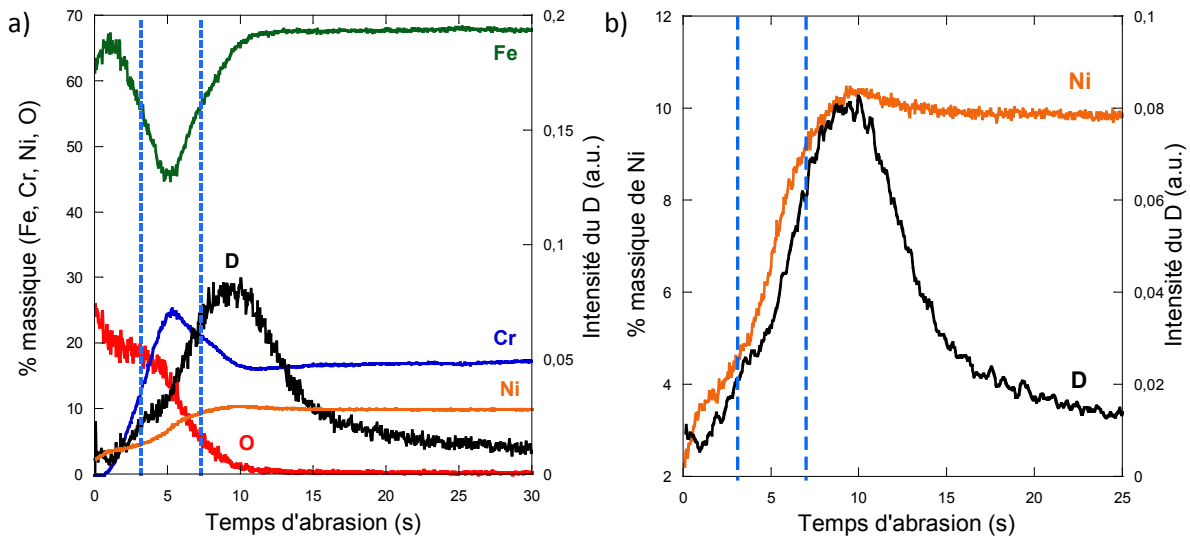 a)
% massique (Fe, Cr, Ni, O)
70
60
50
40
30
20
10
0
0 5 10 15 20 25 30
Temps d'abrasion (s)
0,2
0,15
0,1
0,05
0
Intensité du D (a.u.)
Fe
D
Cr
Ni
O
b)
% massique de Ni
12
10
8
6
4
2
0 5 10 15 20 25
Temps d'abrasion (s)
0,1
0,08
0,06
0,04
0,02
0
Intensité du D (a.u.)
Ni
D